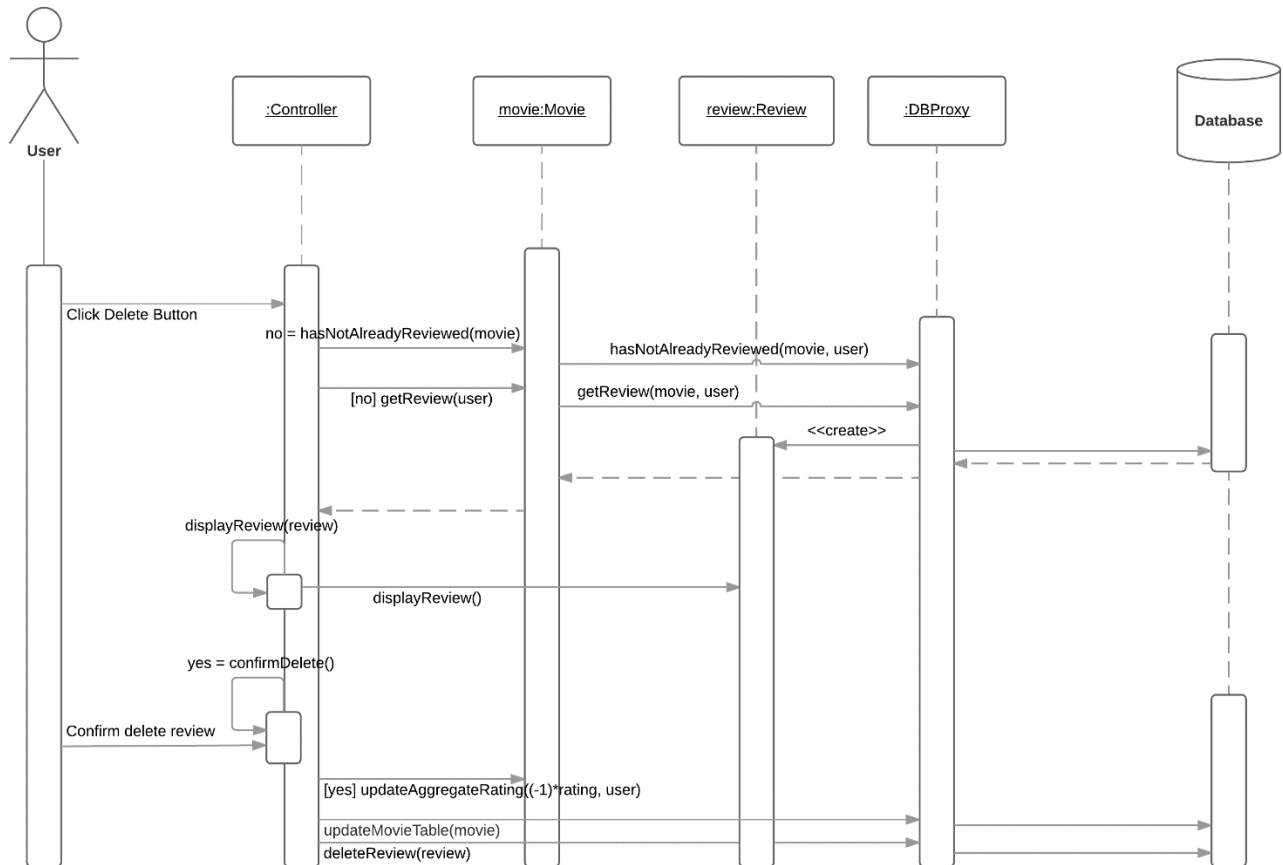 :Controller
movie:Movie
review:Review
:DBProxy
Database
User
Click Delete Button
no = hasNotAlreadyReviewed(movie)
hasNotAlreadyReviewed(movie, user)
[no] getReview(user)
getReview(movie, user)
<<create>>
displayReview(review)
displayReview()
yes = confirmDelete()
Confirm delete review
[yes] updateAggregateRating((-1)*rating, user)
updateMovieTable(movie)
deleteReview(review)